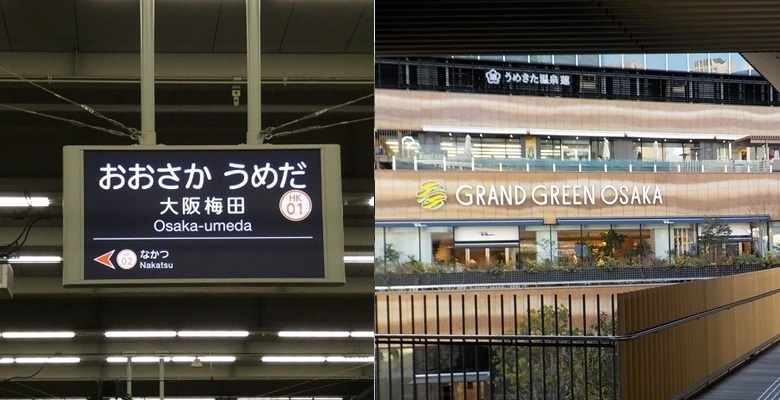 おおさか うめだ
大阪梅田
HK
01
Osaka-umeda
02
なかつ
Nakatsu
うめきた温泉 蓮
GRAND GREEN OSAKA